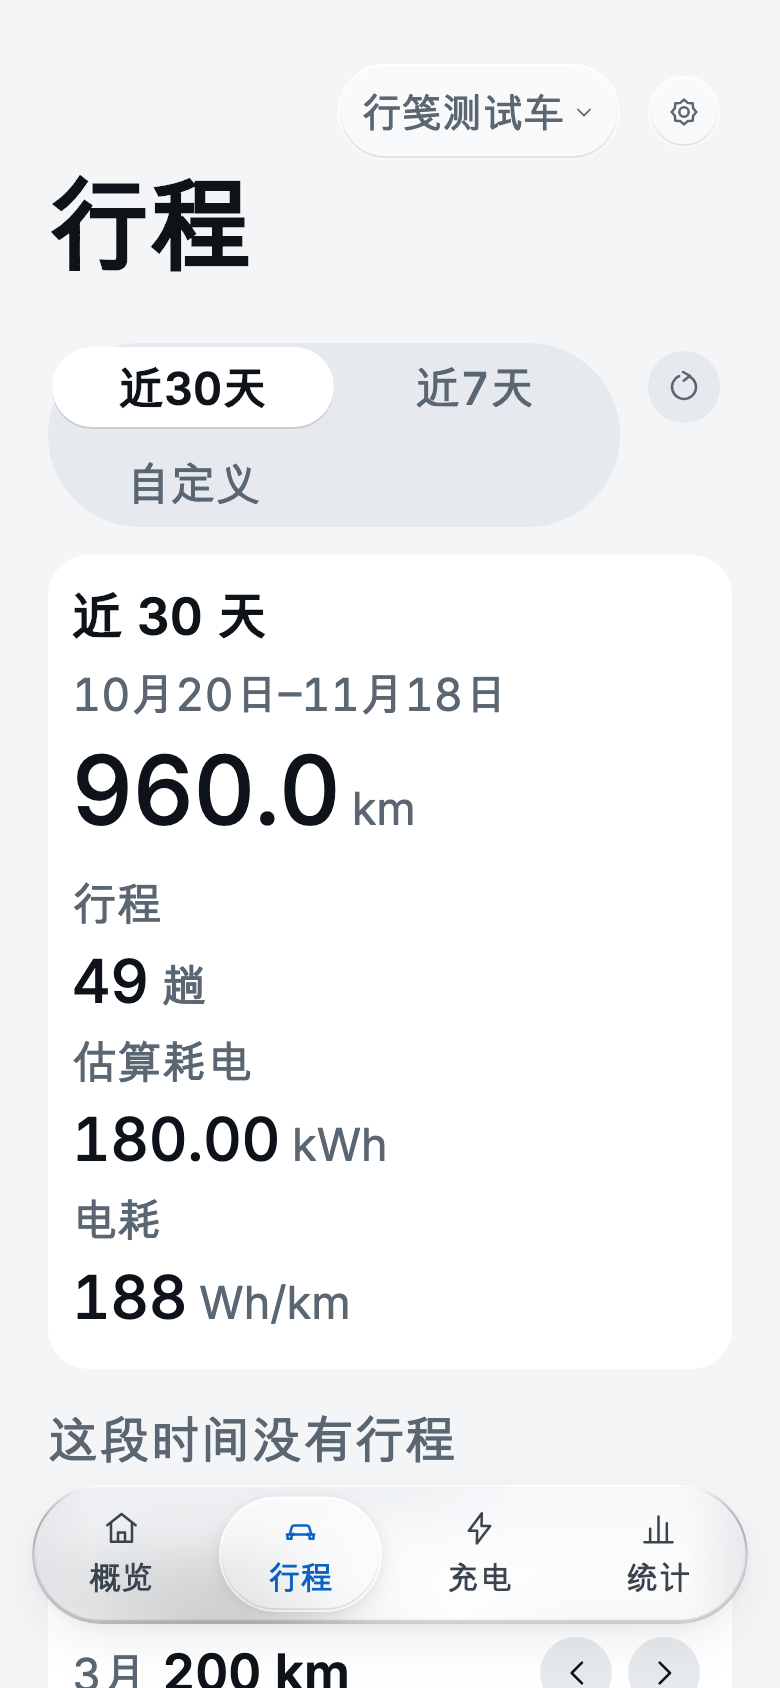 行笺测试车
行程
近30天
近7天
自定义
近 30 天
10月20日–11月18日
960.0 km
行程
49 趟
估算耗电
180.00 kWh
电耗
188 Wh/km
这段时间没有行程
概览
行程
充电
统计
3月 200 km